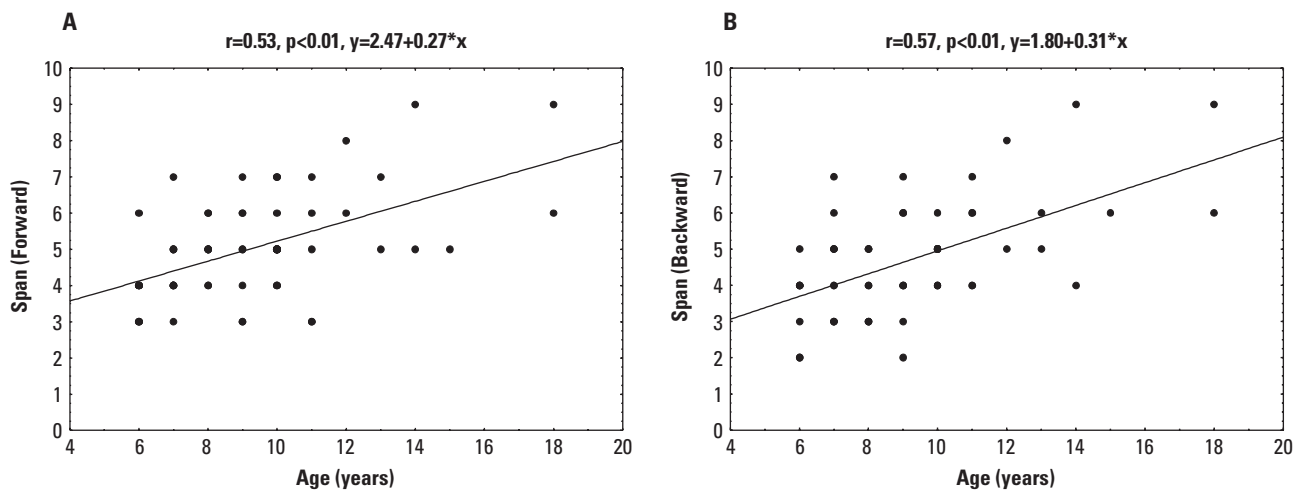 A
r=0.53, p<0.01, y=2.47+0.27*x
10
9
8
7
6
5
4
3
2
1
0
Span (Forward)
4 6 8 10 12 14 16 18 20
Age (years)
B
r=0.57, p<0.01, y=1.80+0.31*x
10
9
8
7
6
5
4
3
2
1
0
Span (Backward)
4 6 8 10 12 14 16 18 20
Age (years)